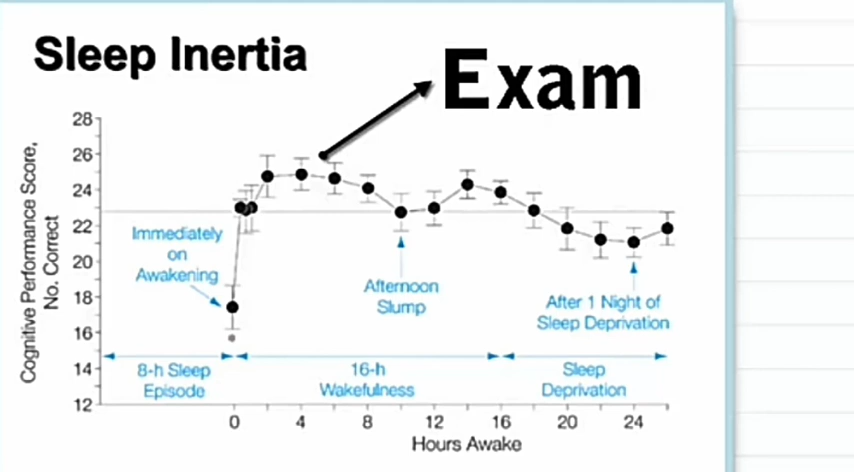 Sleep Inertia
Exam
Cognitive Performance Score,
No. Correct
28
26
24
22
20
18
16
14
12
Immediately
on
Awakening
Afternoon
Slump
After 1 Night of
Sleep Deprivation
8-h Sleep
Episode
16-h
Wakefulness
Sleep
Deprivation
0
4
8
12
16
20
24
Hours Awake